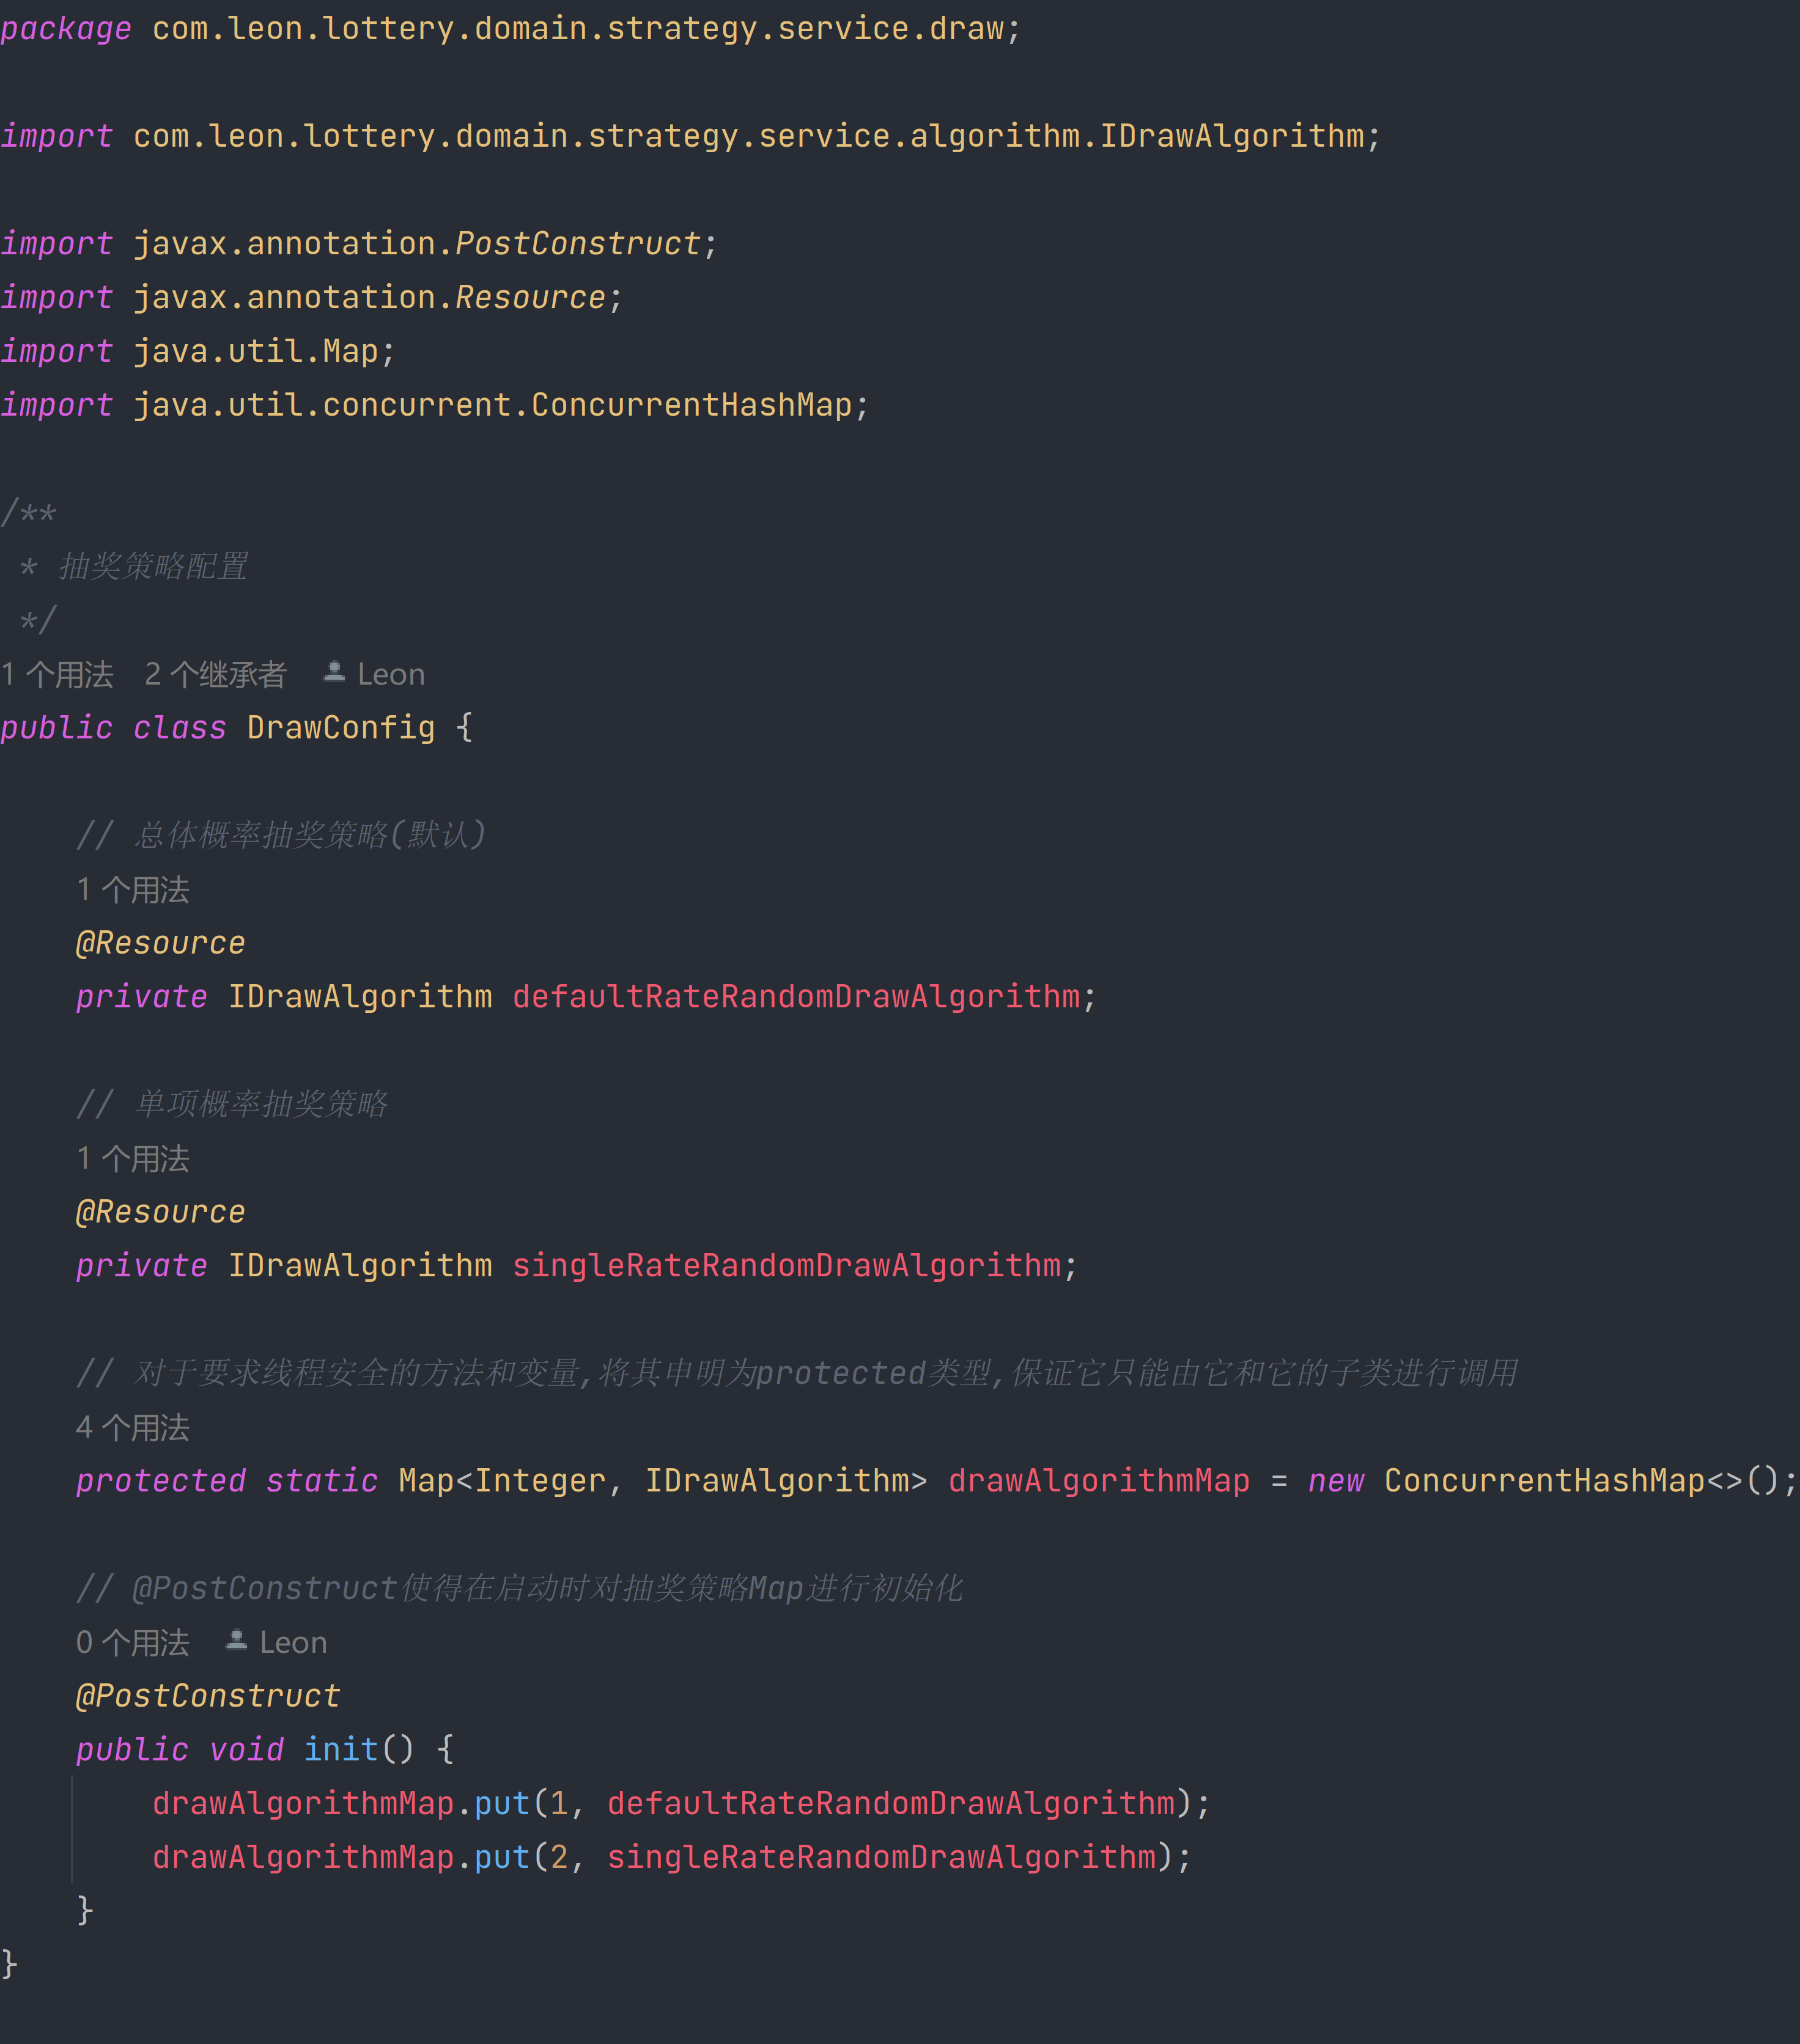 package com.leon.lottery.domain.strategy.service.draw;
import com.leon.lottery.domain.strategy.service.algorithm.IDrawAlgorithm;
import javax.annotation.PostConstruct;
import javax.annotation.Resource;
import java.util.Map;
import java.util.concurrent.ConcurrentHashMap;
/**
 * 抽奖策略配置
 */
1 个用法 2 个继承者 Leon
public class DrawConfig {
    // 总体概率抽奖策略(默认)
    1 个用法
    @Resource
    private IDrawAlgorithm defaultRateRandomDrawAlgorithm;
    // 单项概率抽奖策略
    1 个用法
    @Resource
    private IDrawAlgorithm singleRateRandomDrawAlgorithm;
    // 对于要求线程安全的方法和变量,将其申明为protected类型,保证它只能由它和它的子类进行调用
    4 个用法
    protected static Map<Integer, IDrawAlgorithm> drawAlgorithmMap = new ConcurrentHashMap<>();
    // @PostConstruct使得在启动时对抽奖策略Map进行初始化
    0 个用法 Leon
    @PostConstruct
    public void init() {
        drawAlgorithmMap.put(1, defaultRateRandomDrawAlgorithm);
        drawAlgorithmMap.put(2, singleRateRandomDrawAlgorithm);
    }
}